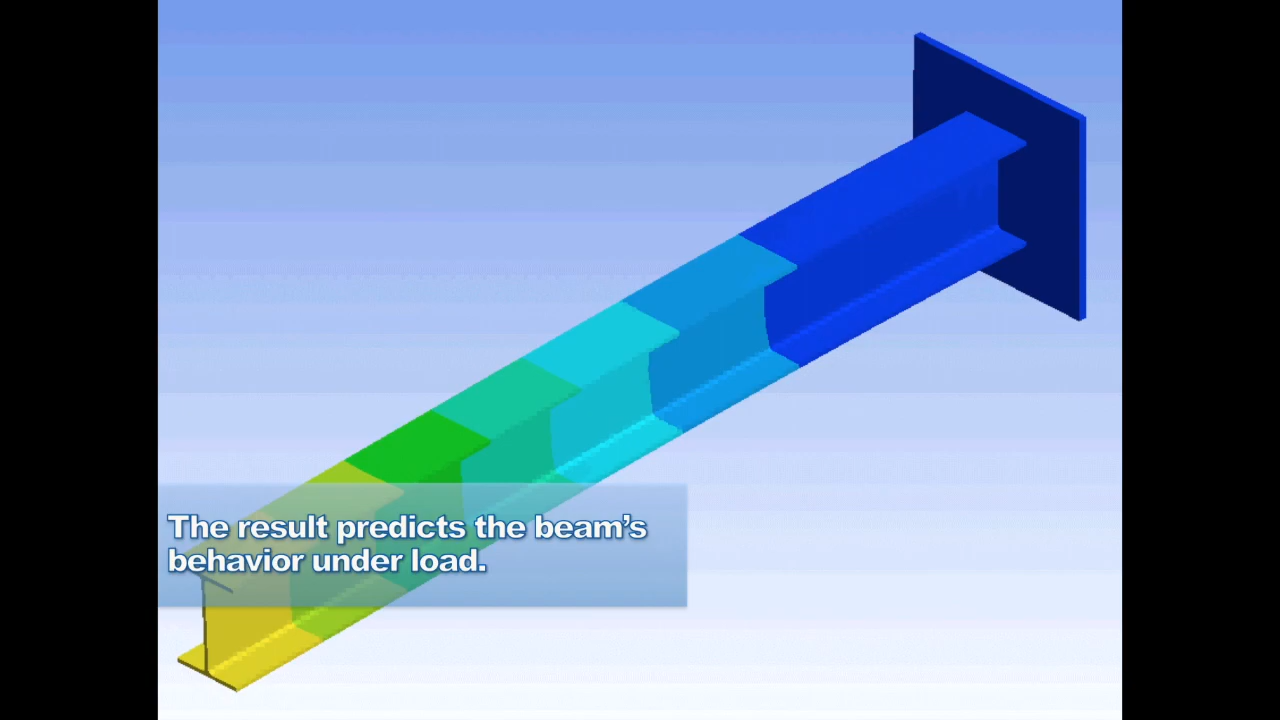 The result predicts the beam’s
behavior under load.